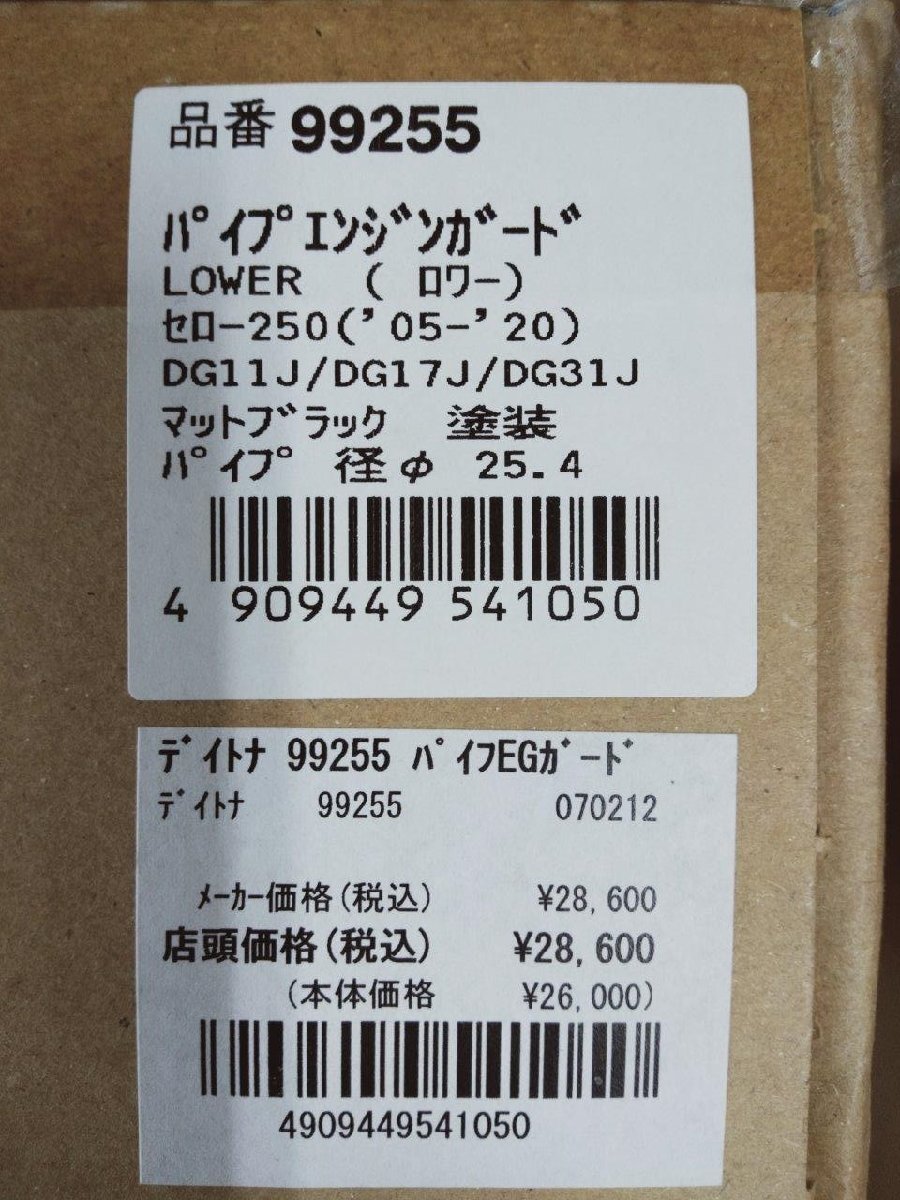 品番 99255
ﾊﾟｲﾌﾟｴﾝｼﾞﾝｶﾞｰﾄﾞ
LOWER ( ﾛﾜｰ)
ｾﾛｰ250('05-'20)
DG11J/DG17J/DG31J
ﾏｯﾄﾌﾞﾗｯｸ 塗装
ﾊﾟｲﾌﾟ 径φ 25.4
4 909449 541050
ﾃﾞｲﾄﾅ 99255 ﾊﾟｲﾌEGｶﾞｰﾄﾞ
ﾃﾞｲﾄﾅ 99255 070212
ﾒｰｶｰ価格(税込) ¥28,600
店頭価格(税込) ¥28,600
(本体価格 ¥26,000)
4909449541050